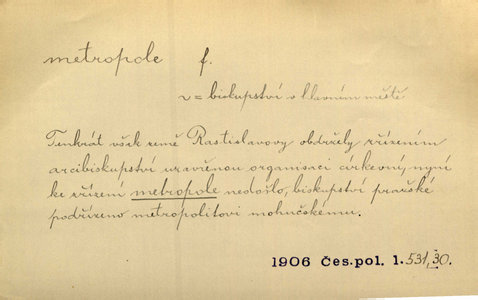 metropole f.
v = biskupství v hlavním městě
Tenkrát však země Rastislavovy obdržely zřízením
arcibiskupství uzavřenou organisaci církevní, nyní
ke zřízení metropole nedošlo, biskupství pražské
podřízeno metropolitovi mohučskému.
1906 Čes. pol. 1. 531, 30.